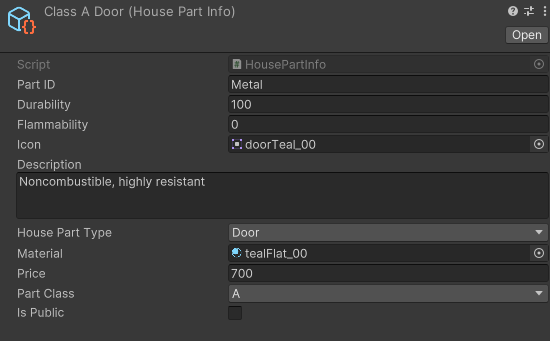 Class A Door (House Part Info)
Open
Script HousePartInfo
Part ID Metal
Durability 100
Flammability 0
Icon doorTeal_00
Description
Noncombustible, highly resistant
House Part Type Door
Material tealFlat_00
Price 700
Part Class A
Is Public